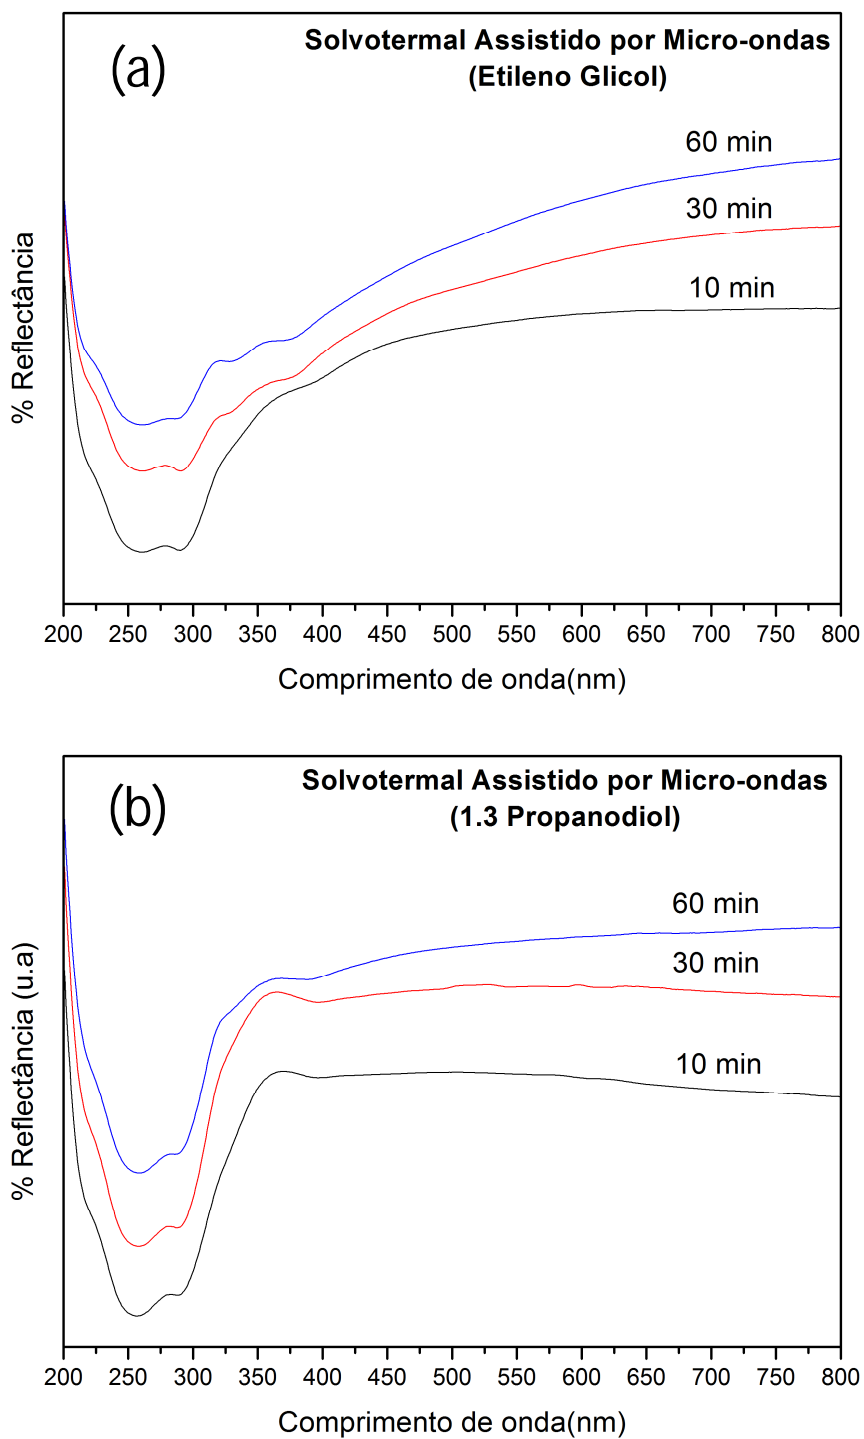 (a)
Solvotermal Assistido por Micro-ondas
(Etileno Glicol)
60 min
30 min
10 min
% Reflectância
200 250 300 350 400 450 500 550 600 650 700 750 800
Comprimento de onda(nm)
(b)
Solvotermal Assistido por Micro-ondas
(1.3 Propanodiol)
60 min
30 min
10 min
% Reflectância (u.a)
200 250 300 350 400 450 500 550 600 650 700 750 800
Comprimento de onda(nm)